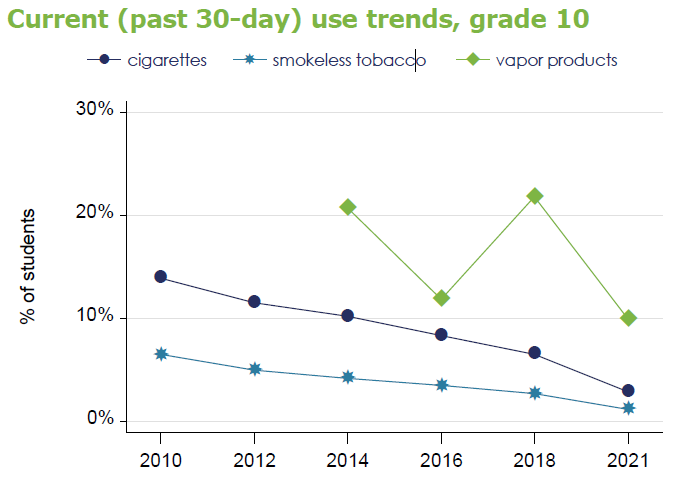 Current (past 30-day) use trends, grade 10
cigarettes smokeless tobacco vapor products
30%
20%
10%
0%
% of students
2010 2012 2014 2016 2018 2021